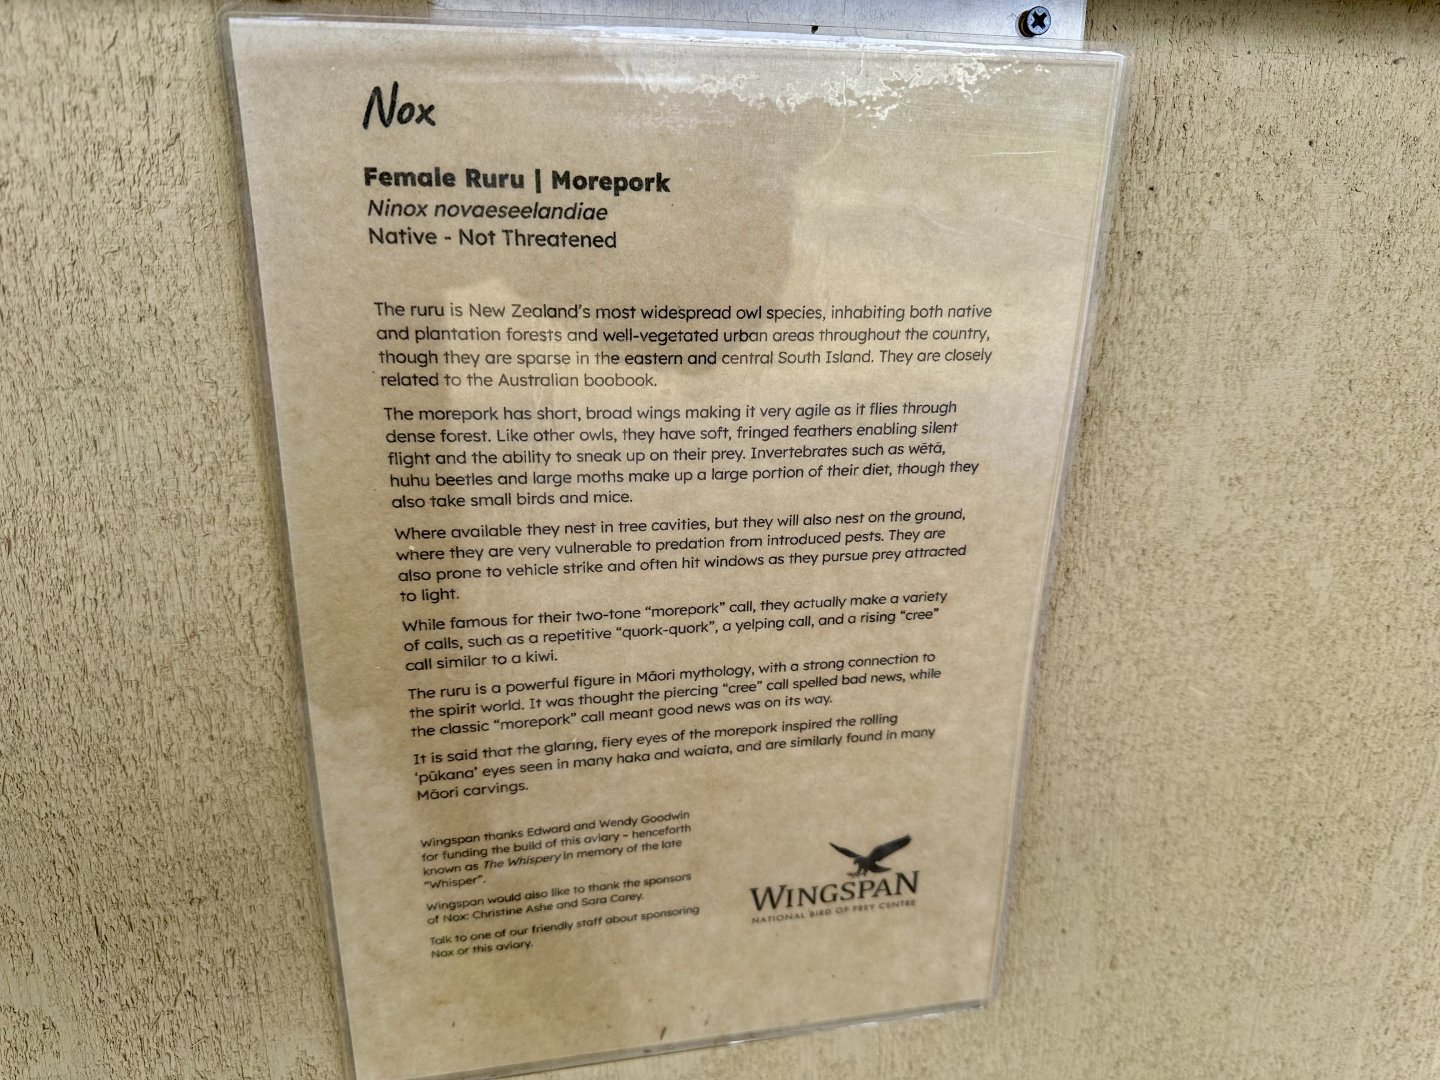 Nox
Female Ruru | Morepork
Ninox novaeseelandiae
Native - Not Threatened
The ruru is New Zealand's most widespread owl species, inhabiting both native
and plantation forests and well-vegetated urban areas throughout the country,
though they are sparse in the eastern and central South Island. They are closely
related to the Australian boobook.
The morepork has short, broad wings making it very agile as it flies through
dense forest. Like other owls, they have soft, fringed feathers enabling silent
flight and the ability to sneak up on their prey. Invertebrates such as wētā,
huhu beetles and large moths make up a large portion of their diet, though they
also take small birds and mice.
Where available they nest in tree cavities, but they will also nest on the ground,
where they are very vulnerable to predation from introduced pests. They are
also prone to vehicle strike and often hit windows as they pursue prey attracted
to light.
While famous for their two-tone "morepork" call, they actually make a variety
of calls, such as a repetitive "quork-quork", a yelping call, and a rising "cree"
call similar to a kiwi.
The ruru is a powerful figure in Māori mythology, with a strong connection to
the spirit world. It was thought the piercing "cree" call spelled bad news, while
the classic "morepork" call meant good news was on its way.
It is said that the glaring, fiery eyes of the morepork inspired the rolling
'pūkana' eyes seen in many haka and waiata, and are similarly found in many
Māori carvings.
Wingspan thanks Edward and Wendy Goodwin
for funding the build of this aviary – henceforth
known as The Whispery in memory of the late
"Whisper".
Wingspan would also like to thank the sponsors
of Nox: Christine Ashe and Sara Carey.
Talk to one of our friendly staff about sponsoring
Nox or this aviary.
WINGSPAN
NATIONAL BIRD OF PREY CENTRE